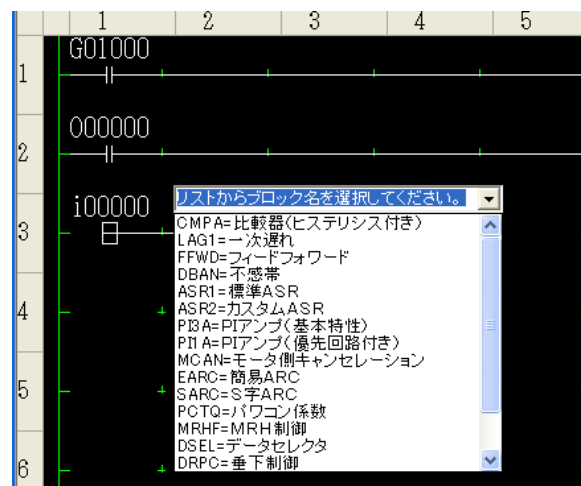 1 2 3 4 5
G01000
1
000000
2
リストからブロック名を選択してください。
i00000
3
CMPA=比較器(ヒステリシス付き)
LAG1=一次遅れ
FFWD=フィードフォワード
DBAN=不感帯
ASR1=標準ASR
4
ASR2=カスタムASR
PI3A=PIアンプ(基本特性)
PI1A=PIアンプ(優先回路付き)
MCAN=モータ側キャンセレーション
EARC=簡易ARC
5
SARC=S字ARC
PCTQ=パワコン係数
MRHF=MRH制御
DSEL=データセレクタ
DRPC=垂下制御
6